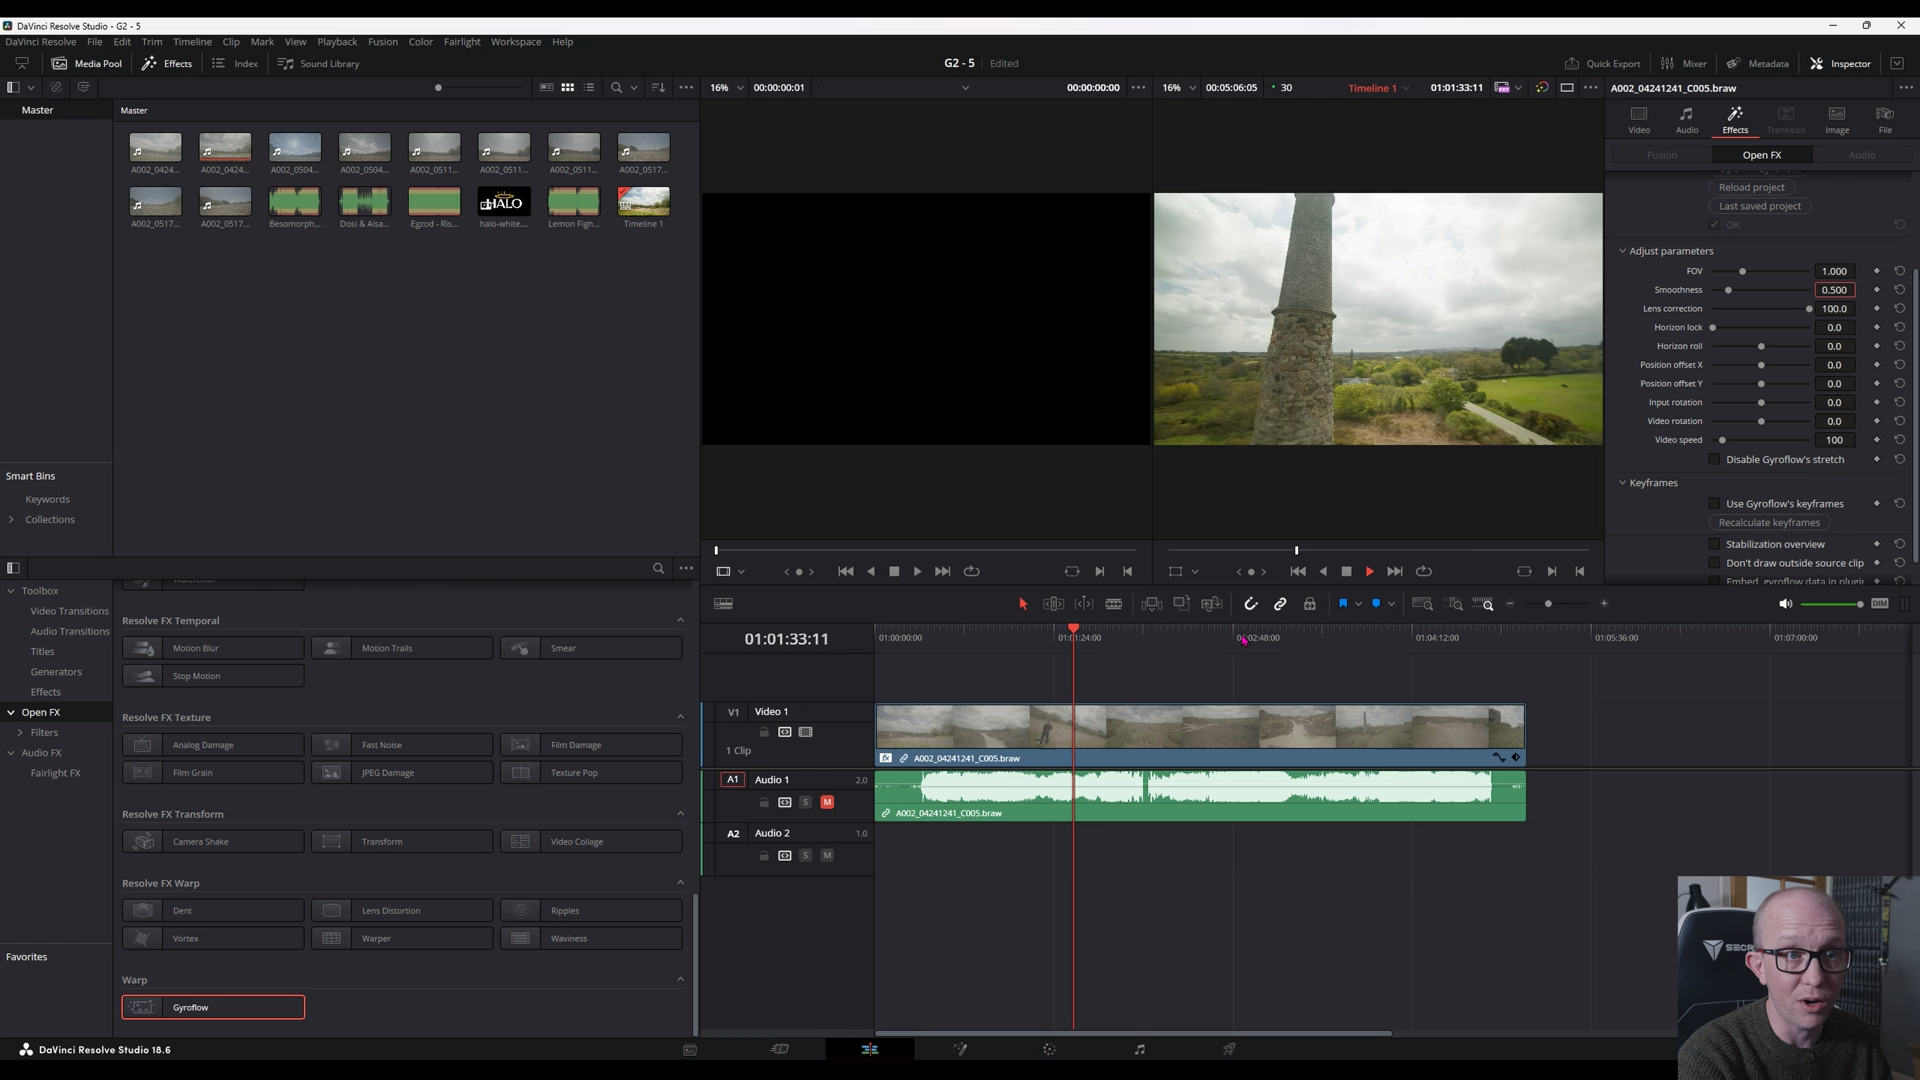 DaVinci Resolve Studio - G2 - 5
DaVinci Resolve File Edit Trim Timeline Clip Mark View Playback Fusion Color Fairlight Workspace Help
Media Pool Effects Index Sound Library G2 - 5 Edited Quick Export Mixer Metadata Inspector
16% 00:00:00:01 00:00:00:00 16% 00:05:06:05 30 Timeline 1 01:01:33:11 A002_04241241_C005.braw
Master Master
Video Audio Effects Transition Image File
Fusion Open FX Audio
A002_0424... A002_0424... A002_0504... A002_0504... A002_0511... A002_0511... A002_0511... A002_0517...
HALO
A002_0517... A002_0517... Besomorph... Dosi & Aisa... Egzod - Ris... halo-white.... Lemon Figh... Timeline 1
Reload project
Last saved project
OK
Adjust parameters
FOV 1.000
Smoothness 0.500
Lens correction 100.0
Horizon lock 0.0
Horizon roll 0.0
Position offset X 0.0
Position offset Y 0.0
Input rotation 0.0
Video rotation 0.0
Video speed 100
Disable Gyroflow's stretch
Keyframes
Use Gyroflow's keyframes
Recalculate keyframes
Stabilization overview
Don't draw outside source clip
Smart Bins
Keywords
Collections
Toolbox
Video Transitions
Audio Transitions
Titles
Generators
Effects
Open FX
Filters
Audio FX
Fairlight FX
Favorites
Resolve FX Temporal
Motion Blur Motion Trails Smear
Stop Motion
Resolve FX Texture
Analog Damage Fast Noise Film Damage
Film Grain JPEG Damage Texture Pop
Resolve FX Transform
Camera Shake Transform Video Collage
Resolve FX Warp
Dent Lens Distortion Ripples
Vortex Warper Waviness
Warp
Gyroflow
DIM
01:01:33:11 01:00:00:00 01:01:24:00 01:02:48:00 01:04:12:00 01:05:36:00 01:07:00:00
V1 Video 1
1 Clip
A002_04241241_C005.braw
A1 Audio 1 2.0
S M
A002_04241241_C005.braw
A2 Audio 2 1.0
S M
DaVinci Resolve Studio 18.6